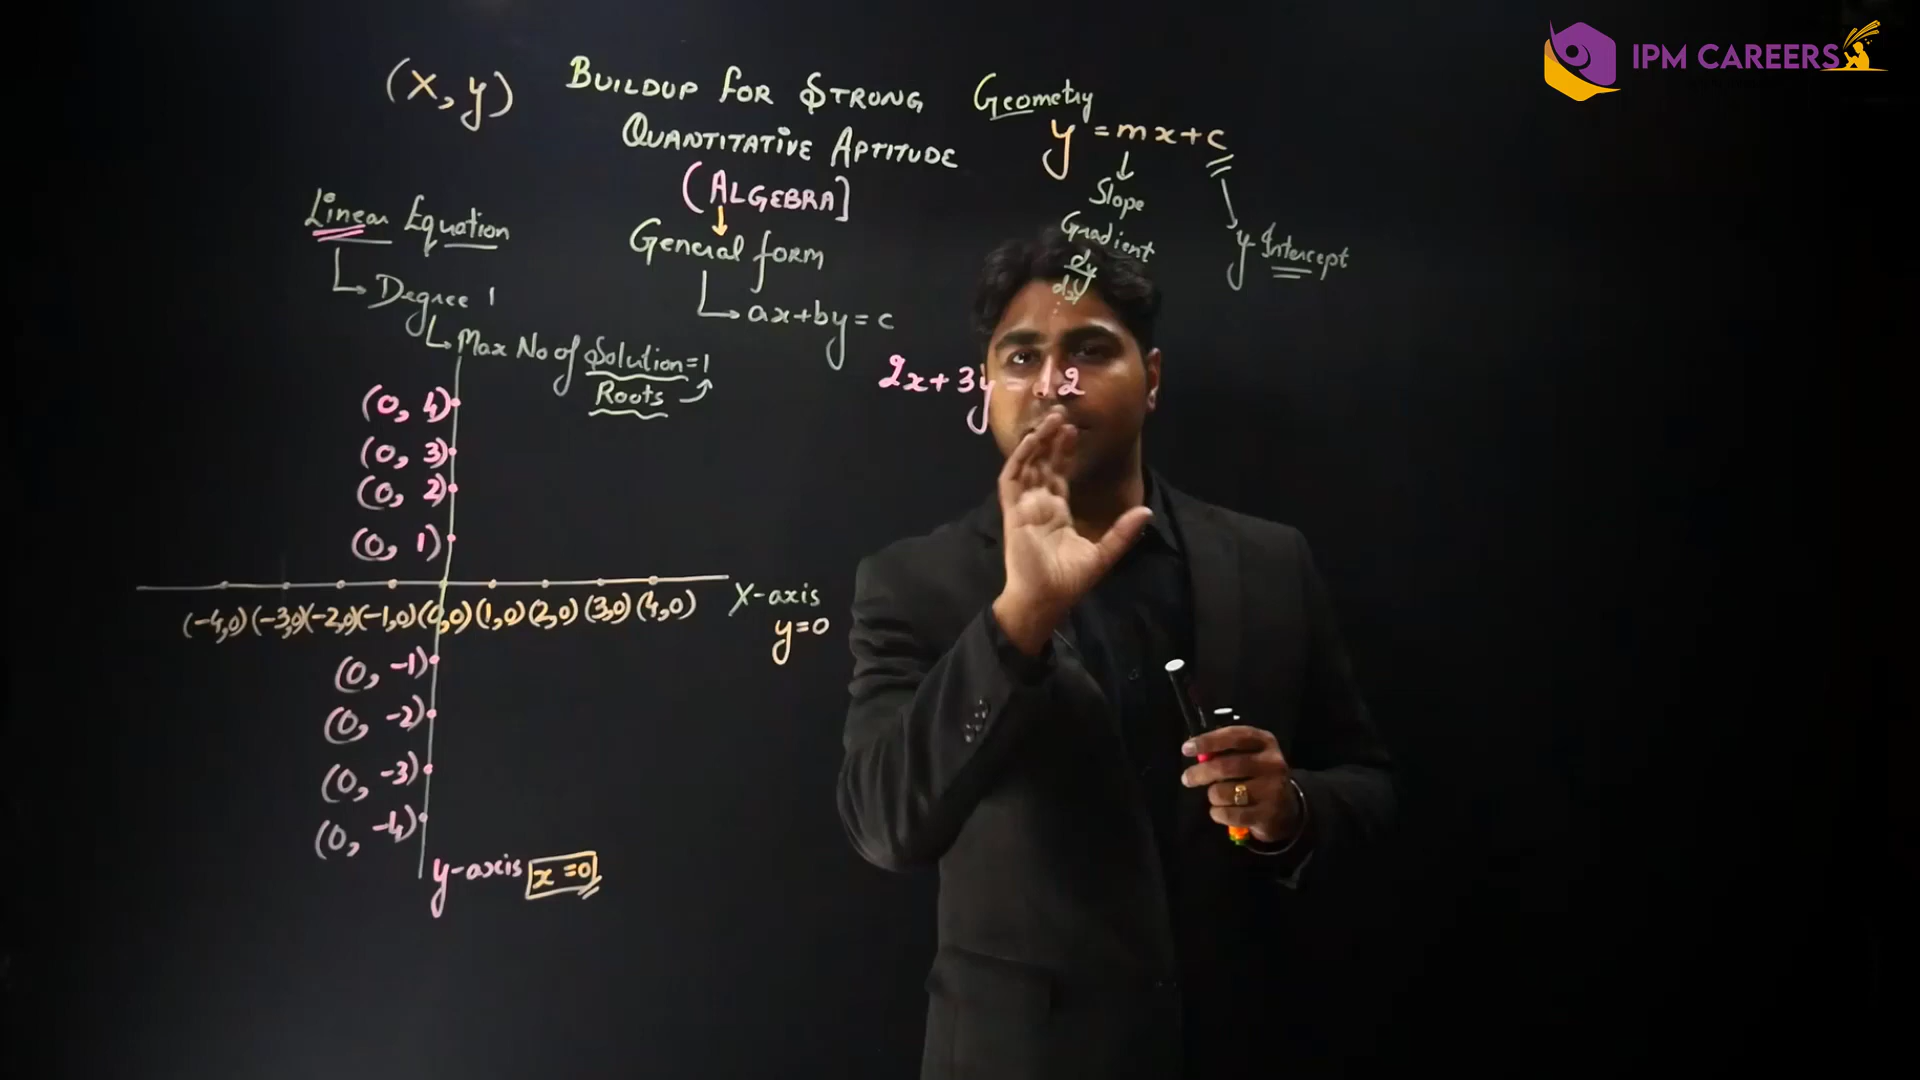 IPM CAREERS
(x, y)
BUILDUP FOR STRONG
QUANTITATIVE APTITUDE
(ALGEBRA]
Geometry
y = mx+c
Slope
Gradient
dy
dx
y-Intercept
Linear Equation
Degree 1
Max No of Solution=1
Roots
General form
ax+by=c
2x+3y=12
(0, 4)
(0, 3)
(0, 2)
(0, 1)
(-4,0) (-3,0) (-2,0) (-1,0) (0,0) (1,0) (2,0) (3,0) (4,0)
X-axis
y=0
(0, -1)
(0, -2)
(0, -3)
(0, -4)
y-axis x=0